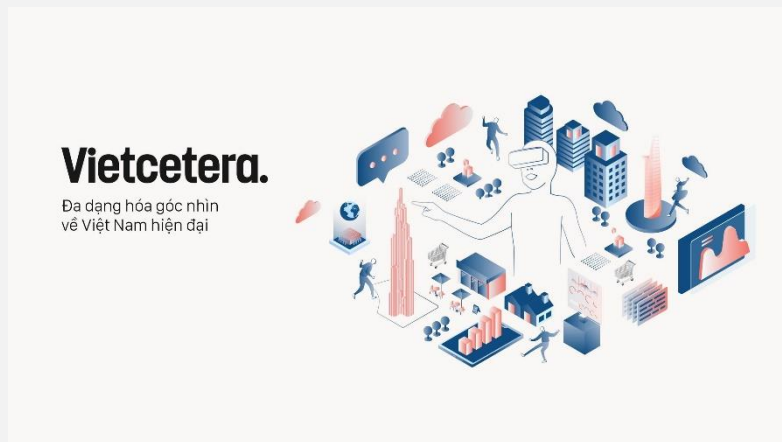 Vietcetera.
Đa dạng hóa góc nhìn
về Việt Nam hiện đại